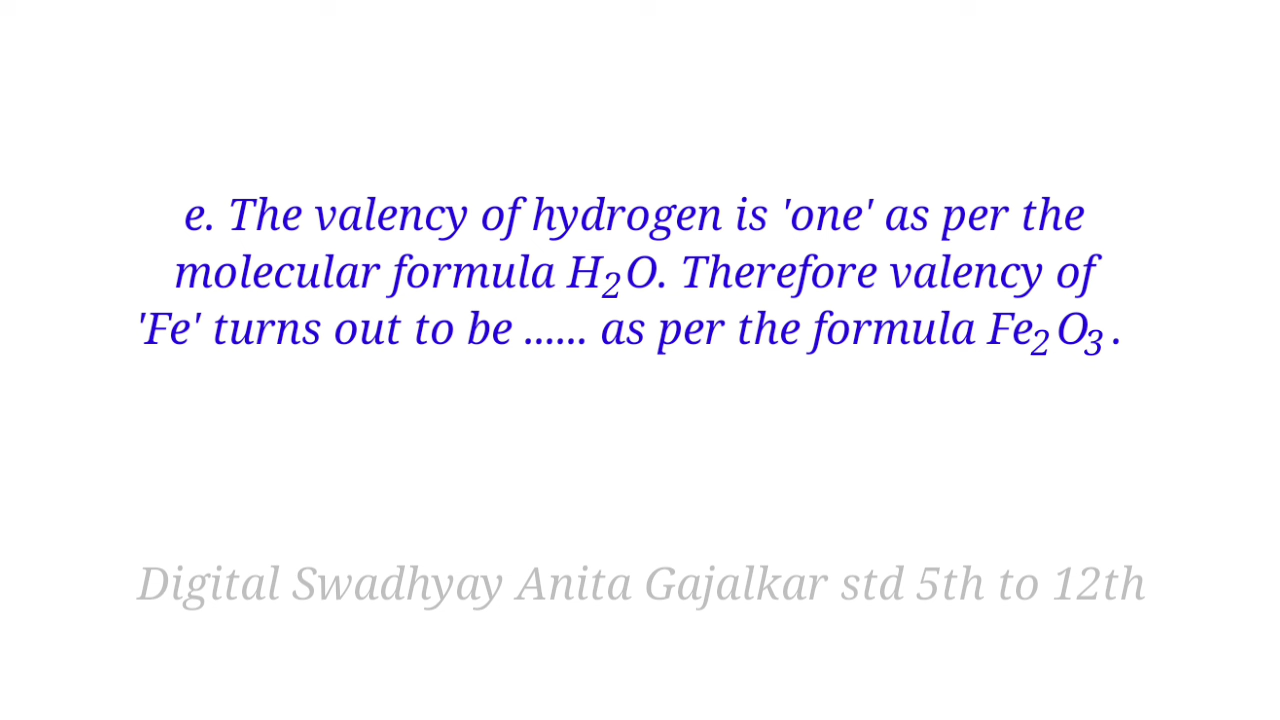 e. The valency of hydrogen is 'one' as per the
molecular formula H₂O. Therefore valency of
'Fe' turns out to be ...... as per the formula Fe₂O₃ .
Digital Swadhyay Anita Gajalkar std 5th to 12th